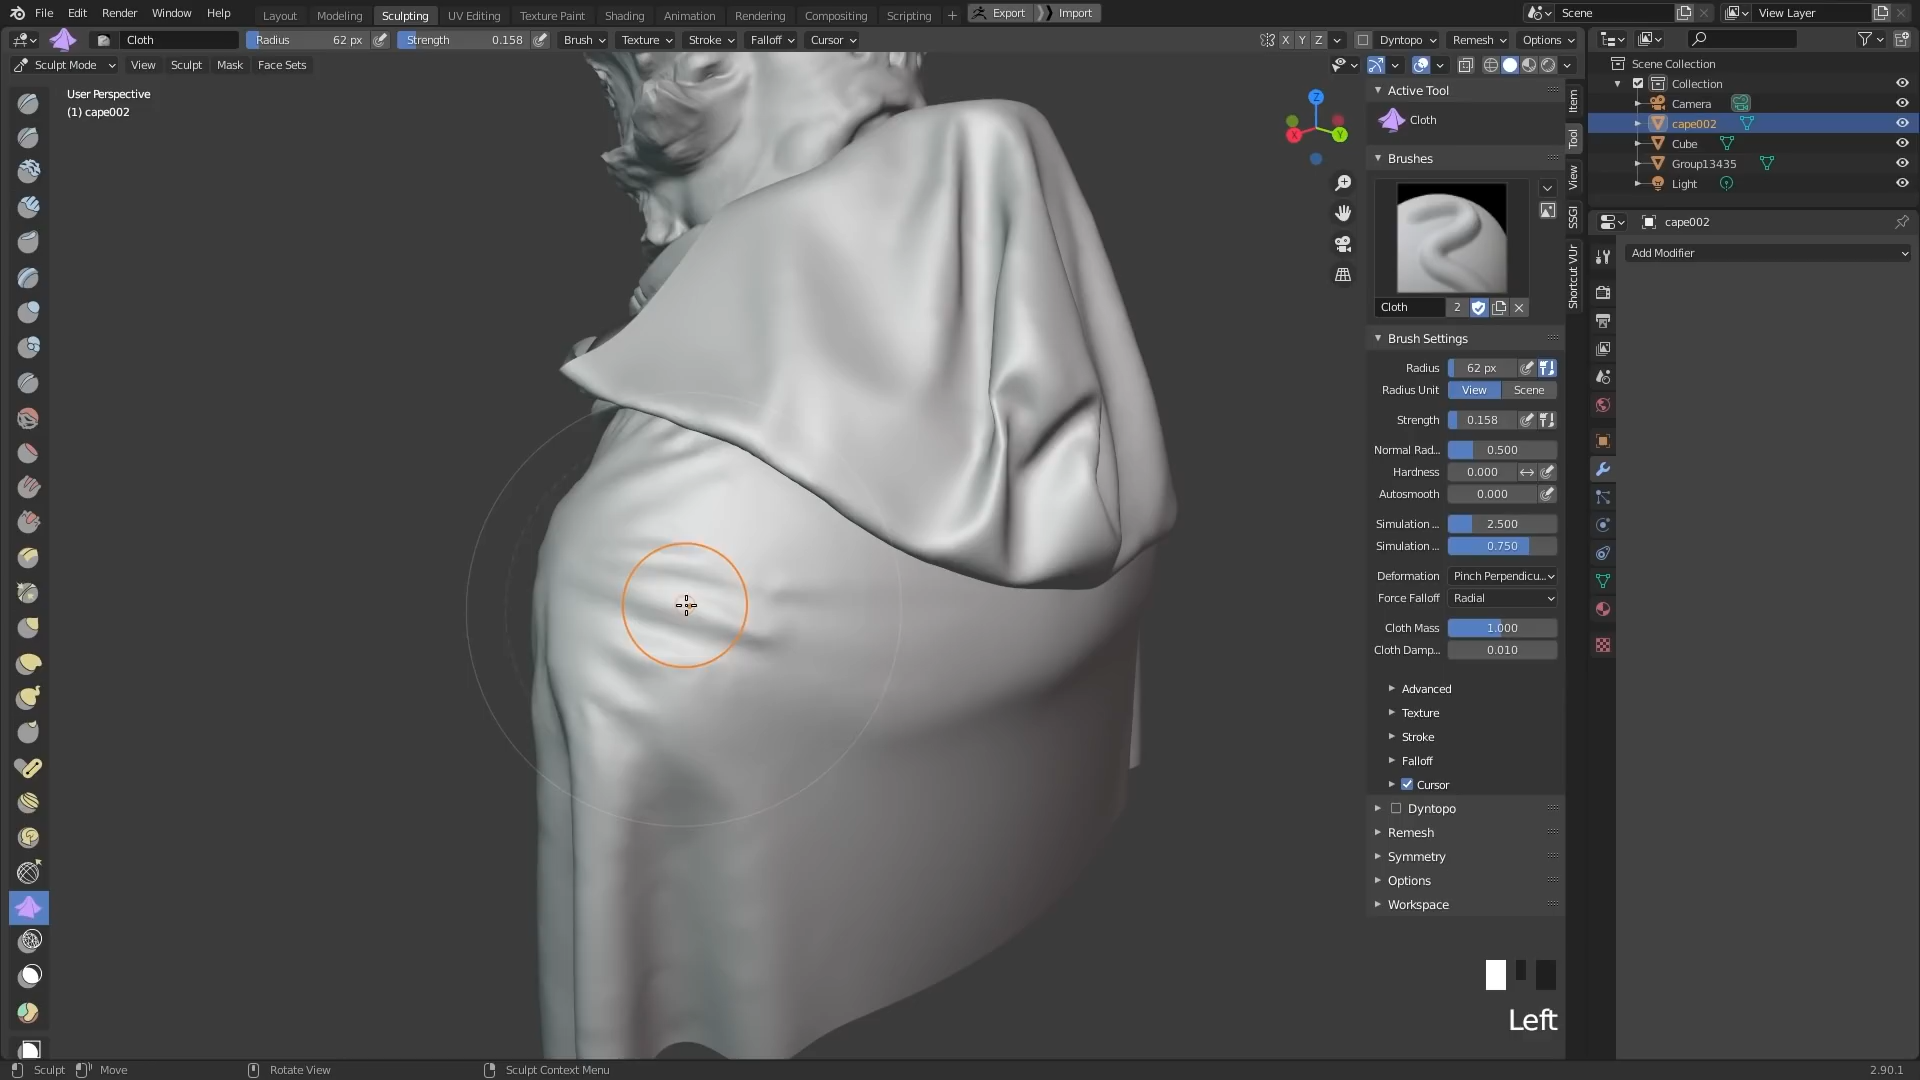 File Edit Render Window Help
Layout Modeling Sculpting UV Editing Texture Paint Shading Animation Rendering Compositing Scripting + Export Import
Scene
View Layer
Cloth Radius 62 px Strength 0.158 Brush Texture Stroke Falloff Cursor
X Y Z Dyntopo Remesh Options
Sculpt Mode View Sculpt Mask Face Sets
User Perspective
(1) cape002
Z
X
Y
Item
Tool
View
SSGI
Shortcut VUr
Active Tool
Cloth
Brushes
Cloth 2
Brush Settings
Radius 62 px
Radius Unit View Scene
Strength 0.158
Normal Rad... 0.500
Hardness 0.000
Autosmooth 0.000
Simulation ... 2.500
Simulation ... 0.750
Deformation Pinch Perpendicu...
Force Falloff Radial
Cloth Mass 1.000
Cloth Damp... 0.010
Advanced
Texture
Stroke
Falloff
Cursor
Dyntopo
Remesh
Symmetry
Options
Workspace
Scene Collection
Collection
Camera
cape002
Cube
Group13435
Light
cape002
Add Modifier
Left
Sculpt Move Rotate View Sculpt Context Menu 2.90.1